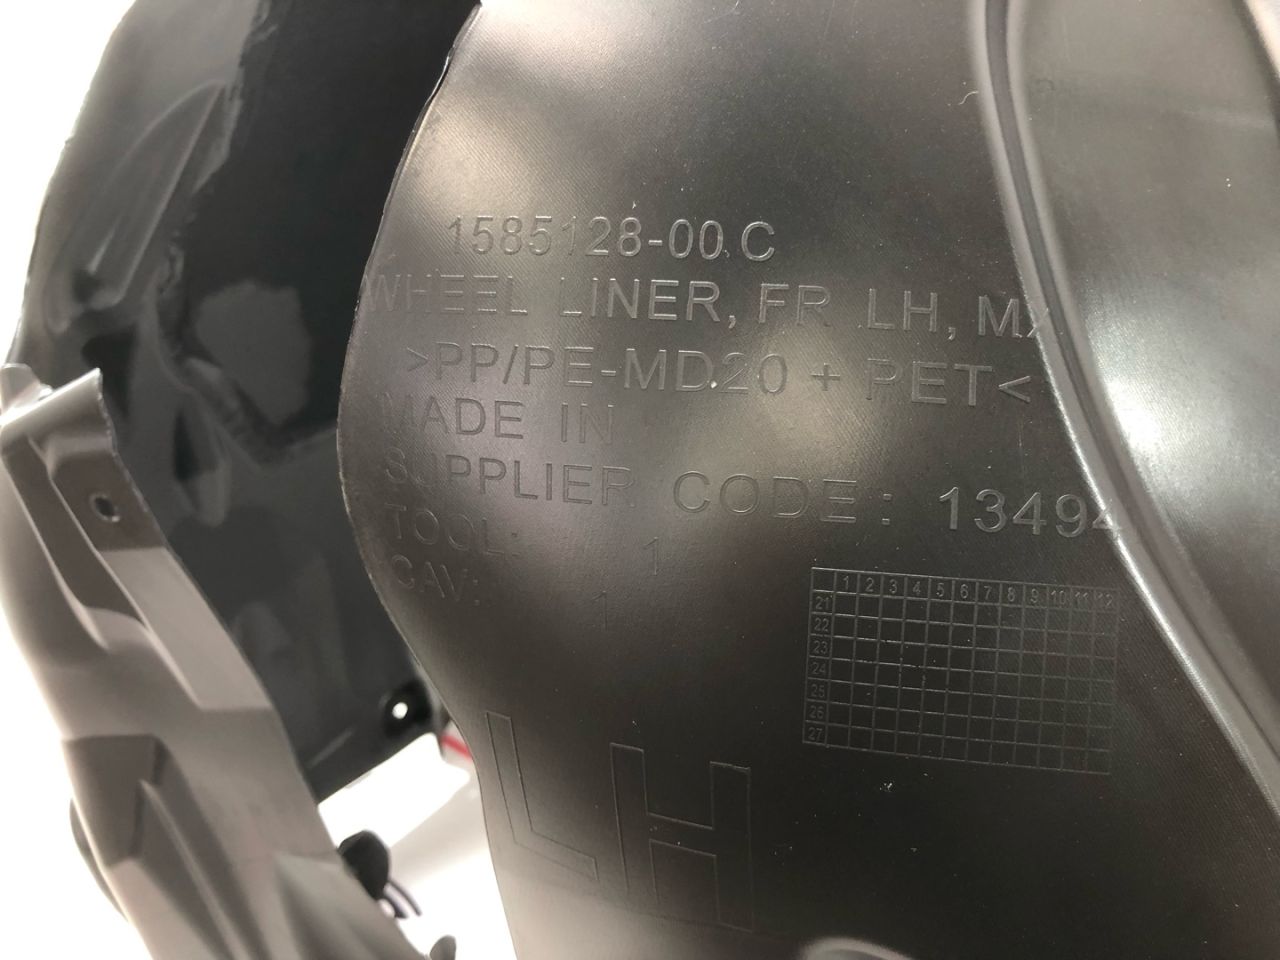 1585128-00.C
WHEEL LINER, FR LH, MX
>PP/PE-MD20 + PET<
MADE IN
SUPPLIER CODE: 13494
TOOL: 1
CAV: 1
1 2 3 4 5 6 7 8 9 10 11 12
21
22
23
24
25
26
27
LH